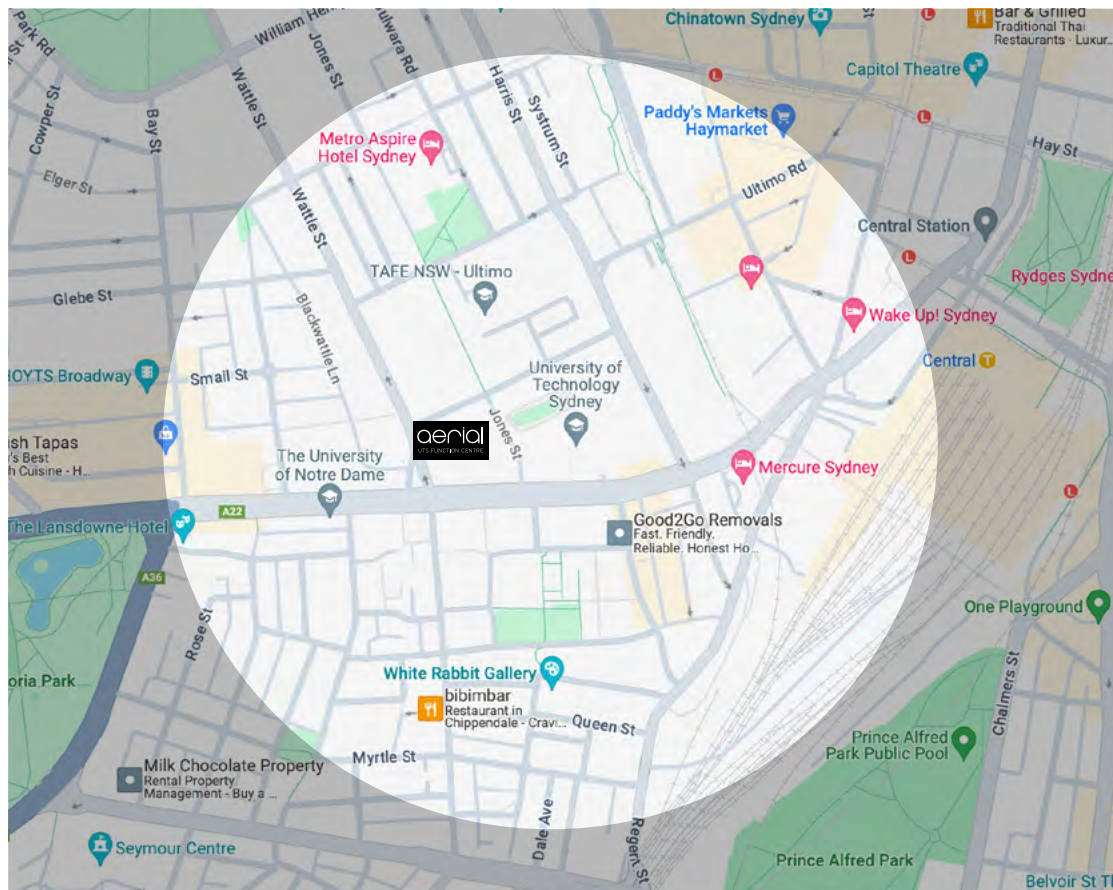 Park Rd
William Henry
Jones St
Bulwara Rd
Chinatown Sydney
Bar & Grilled
Traditional Thai
Restaurants - Luxur...
Capitol Theatre
Cowper St
Bay St
Wattle St
Harris St
Systrum St
Paddy's Markets
Haymarket
Metro Aspire
Hotel Sydney
Hay St
Elger St
Ultimo Rd
Wattle St
Central Station
TAFE NSW - Ultimo
Rydges Sydne
Glebe St
Blackwattle Ln
Wake Up! Sydney
HOYTS Broadway
Smail St
University of
Technology
Sydney
Central
T
L
L
L
L
L
aerial
UTS FUNCTION CENTRE
Jones St
ish Tapas
r's Best
h Cuisine - H...
The University
of Notre Dame
Mercure Sydney
A22
The Lansdowne Hotel
Good2Go Removals
Fast. Friendly.
Reliable. Honest Ho...
A36
Rose St
One Playground
oria Park
White Rabbit Gallery
bibimbar
Restaurant in
Chippendale - Cravi...
Queen St
Chalmers St
Prince Alfred
Park Public Pool
Myrtle St
Milk Chocolate Property
Rental Property
Management - Buy a ...
Dale Ave
Regent St
Seymour Centre
Prince Alfred Park
Belvoir St Th